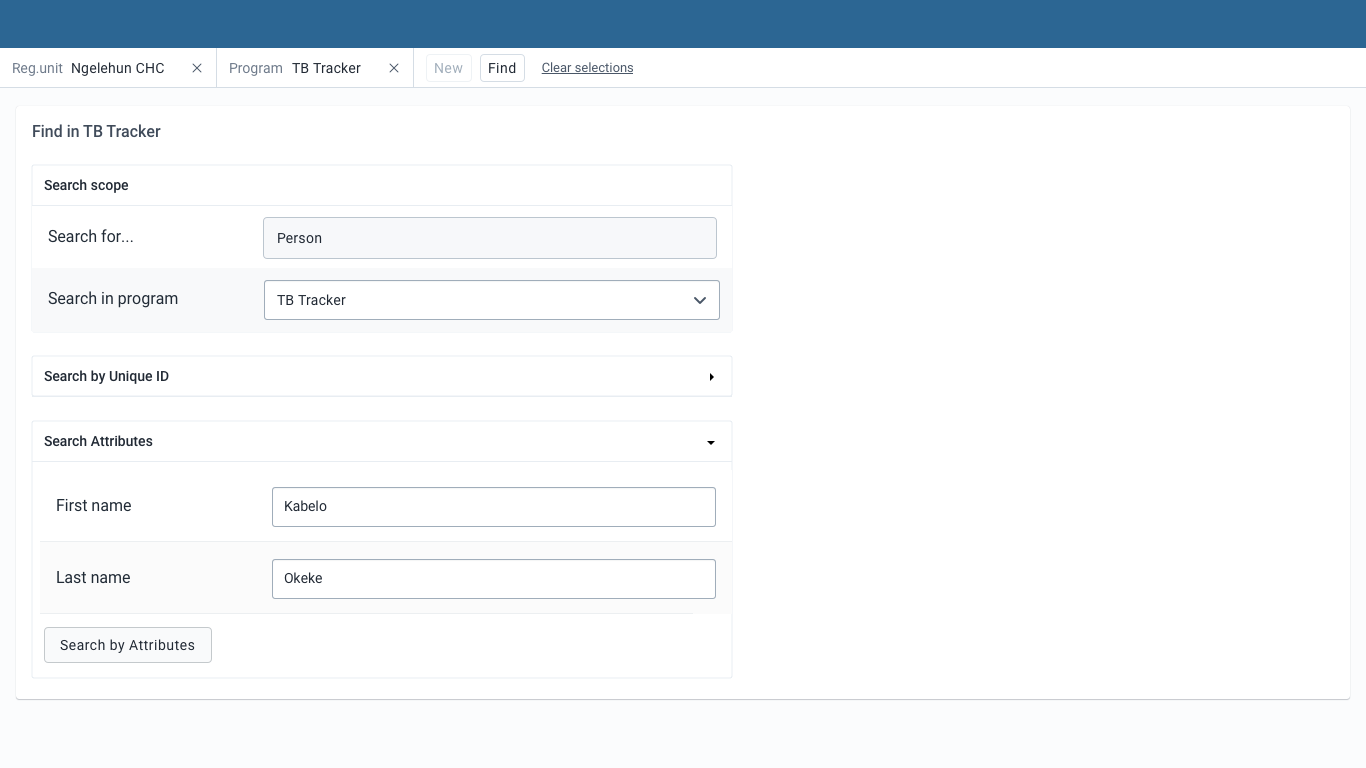 Reg.unit Ngelehun CHC Program TB Tracker New Find Clear selections
Find in TB Tracker
Search scope
Search for... Person
Search in program TB Tracker
Search by Unique ID
Search Attributes
First name Kabelo
Last name Okeke
Search by Attributes